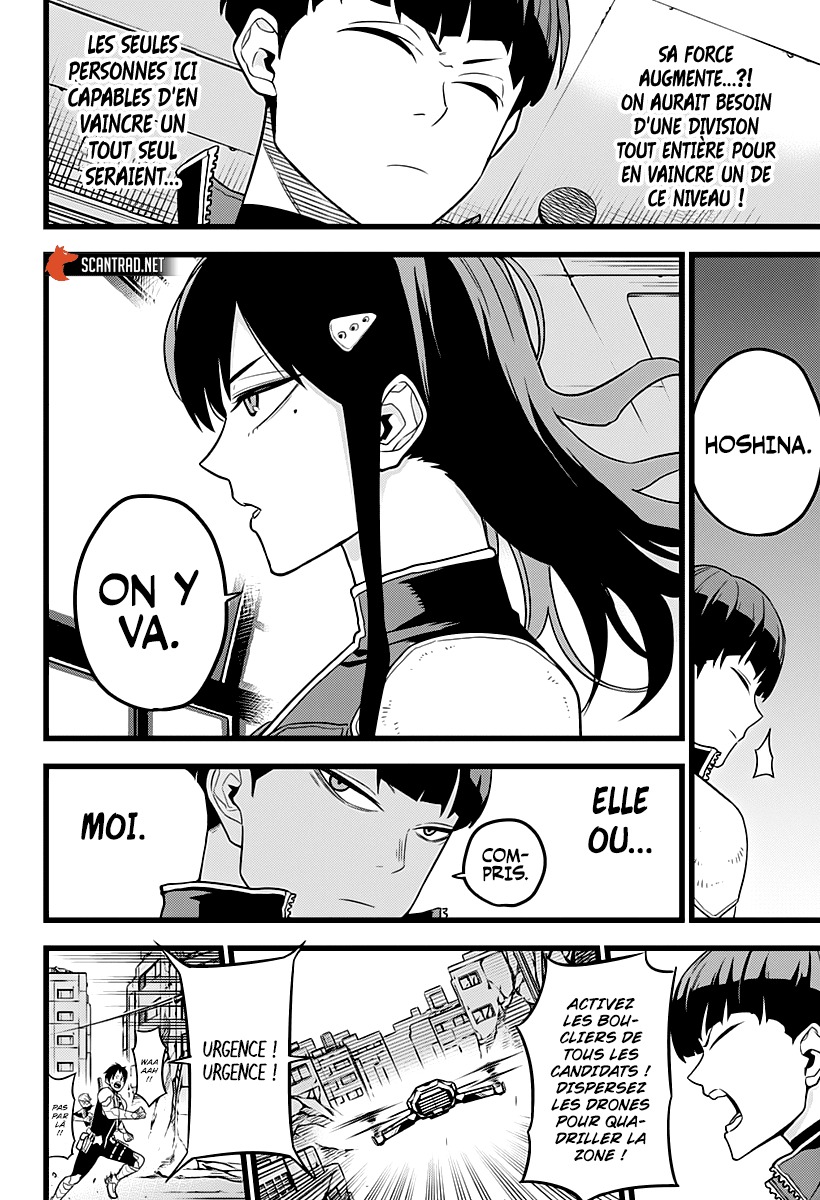 SA FORCE
AUGMENTE...?!
ON AURAIT BESOIN
D'UNE DIVISION
TOUT ENTIÈRE POUR
EN VAINCRE UN DE
CE NIVEAU !
LES SEULES
PERSONNES ICI
CAPABLES D'EN
VAINCRE UN
TOUT SEUL
SERAIENT...
SCANTRAD.NET
HOSHINA.
ON Y
VA.
ELLE
OU...
COM-
PRIS.
MOI.
ACTIVEZ
LES BOU-
CLIERS DE
TOUS LES
CANDIDATS !
DISPERSEZ
LES DRONES
POUR QUA-
DRILLER LA
ZONE !
URGENCE !
URGENCE !
WAA
AAH
!!
PAS
PAR
LÀ
!!